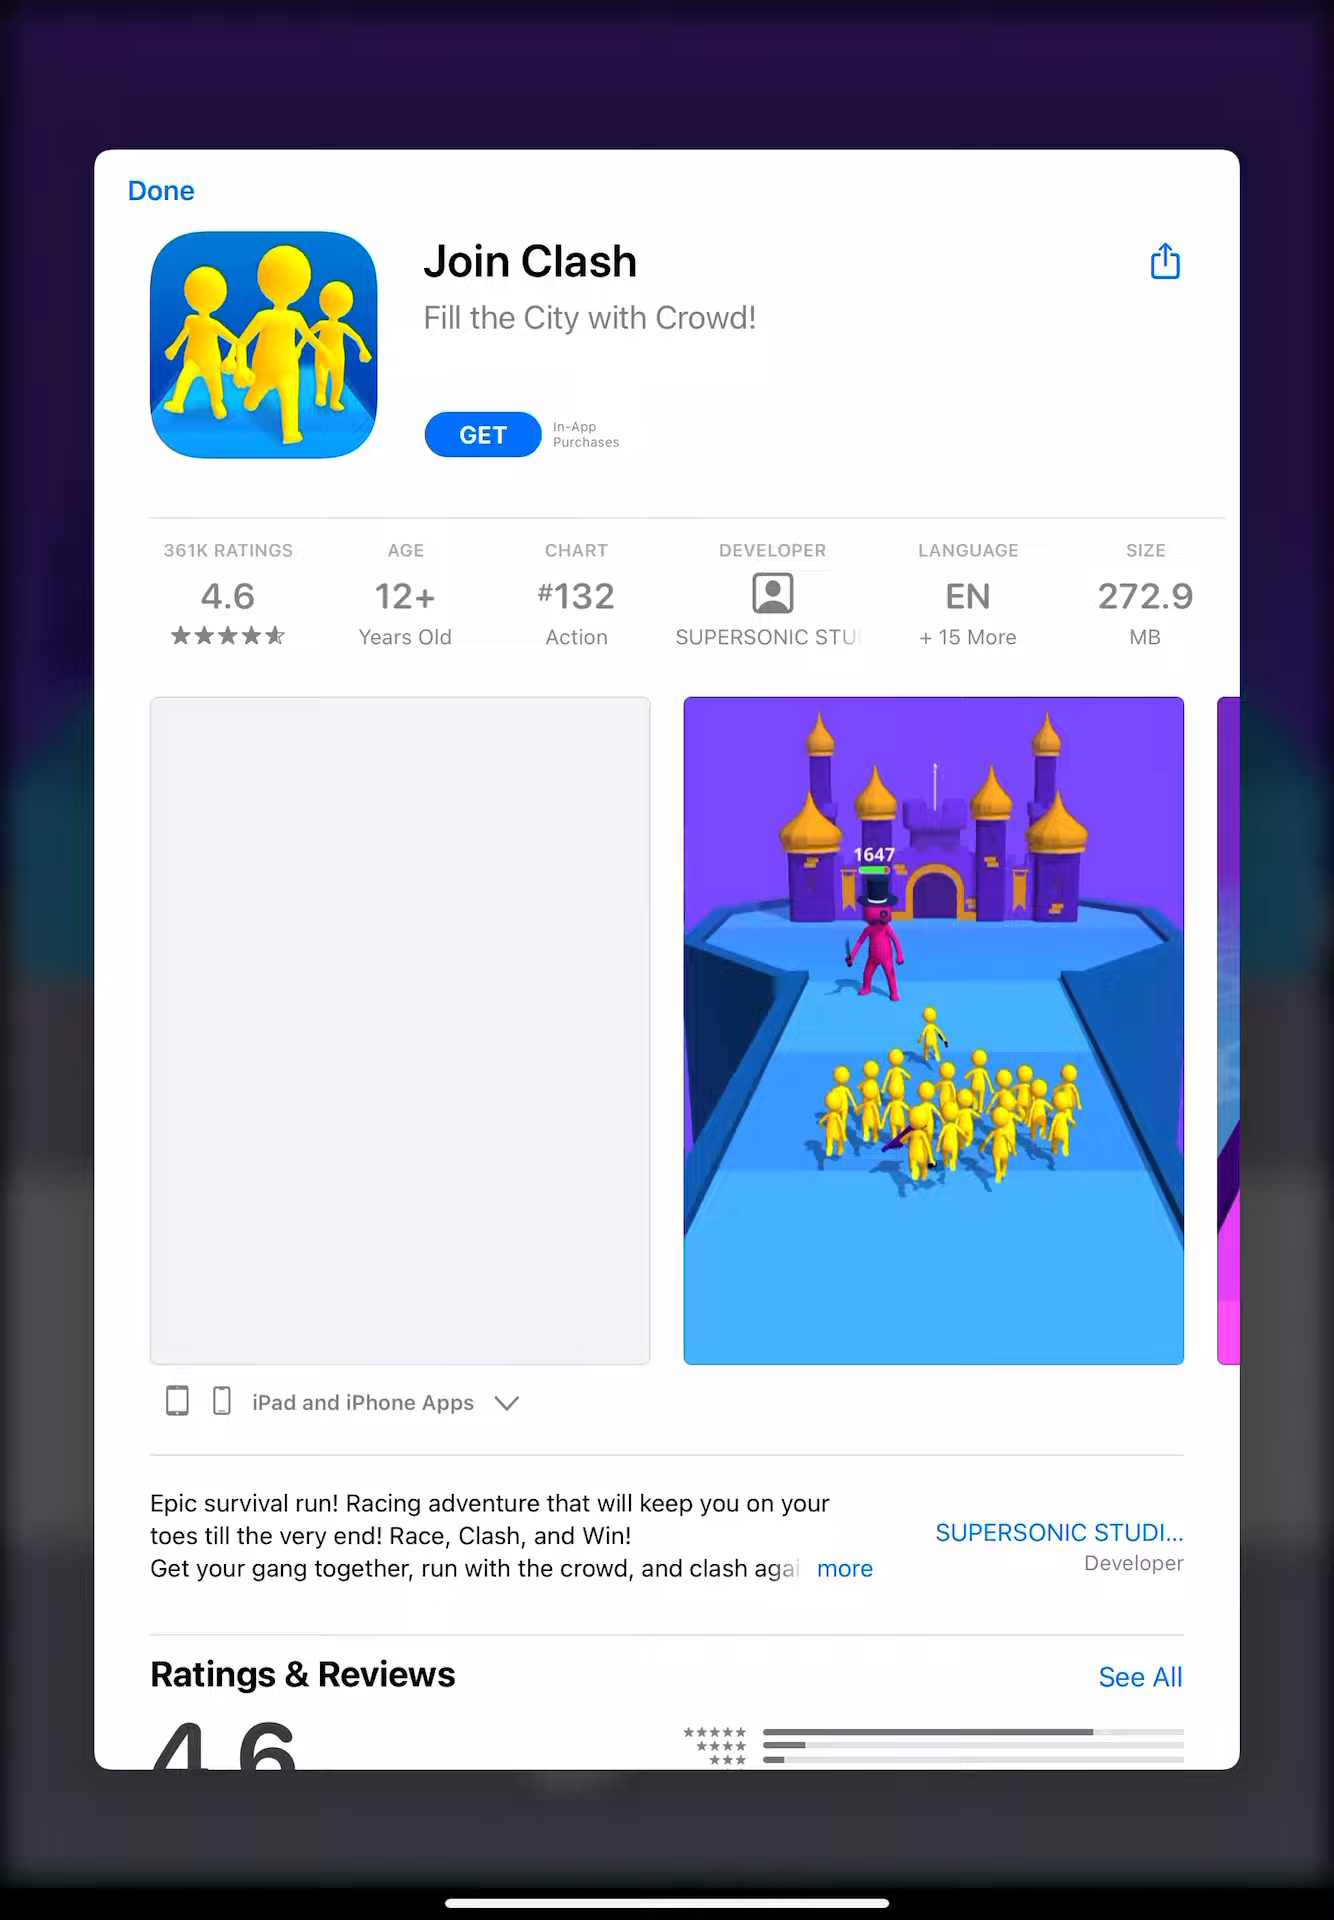 Done
Join Clash
Fill the City with Crowd!
GET
In-App
Purchases
361K RATINGS
4.6
AGE
12+
Years Old
CHART
#132
Action
DEVELOPER
SUPERSONIC STU
LANGUAGE
EN
+ 15 More
SIZE
272.9
MB
1647
iPad and iPhone Apps
Epic survival run! Racing adventure that will keep you on your
toes till the very end! Race, Clash, and Win!
Get your gang together, run with the crowd, and clash agai more
SUPERSONIC STUDI...
Developer
Ratings & Reviews
See All
4.6